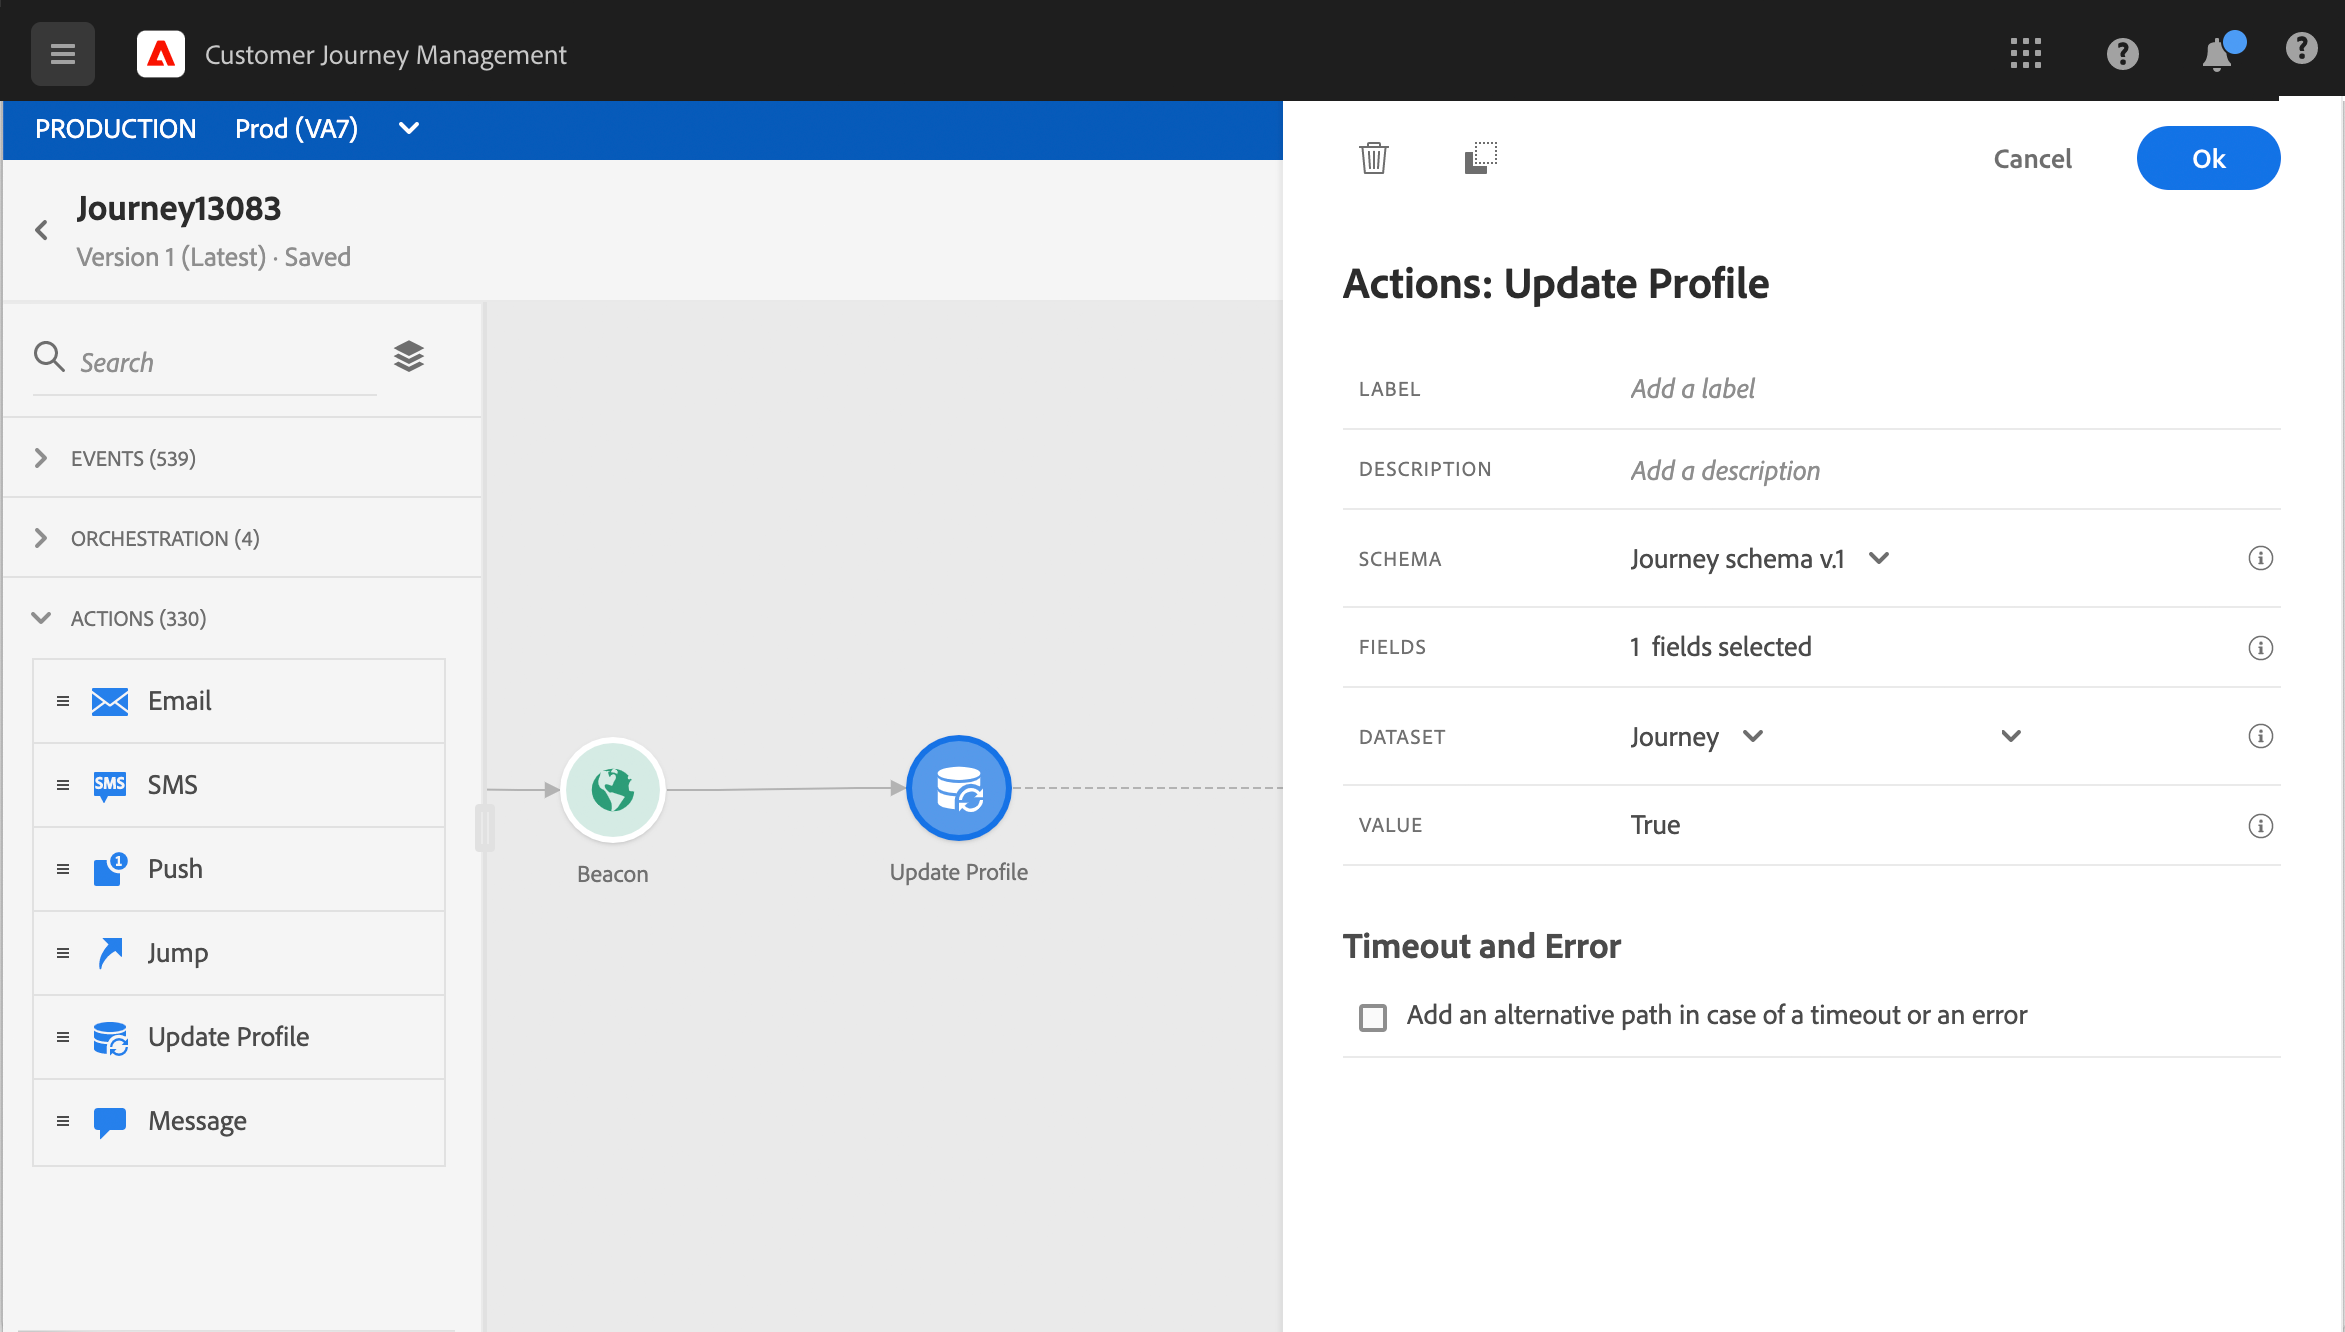 Customer Journey Management
PRODUCTION Prod (VA7)
Cancel
Ok
Journey13083
Version 1 (Latest) · Saved
Actions: Update Profile
Search
EVENTS (539)
ORCHESTRATION (4)
ACTIONS (330)
Email
SMS SMS
1 Push
Jump
Update Profile
Message
Beacon
Update Profile
LABEL Add a label
DESCRIPTION Add a description
SCHEMA Journey schema v.1
FIELDS 1 fields selected
DATASET Journey
VALUE True
Timeout and Error
Add an alternative path in case of a timeout or an error